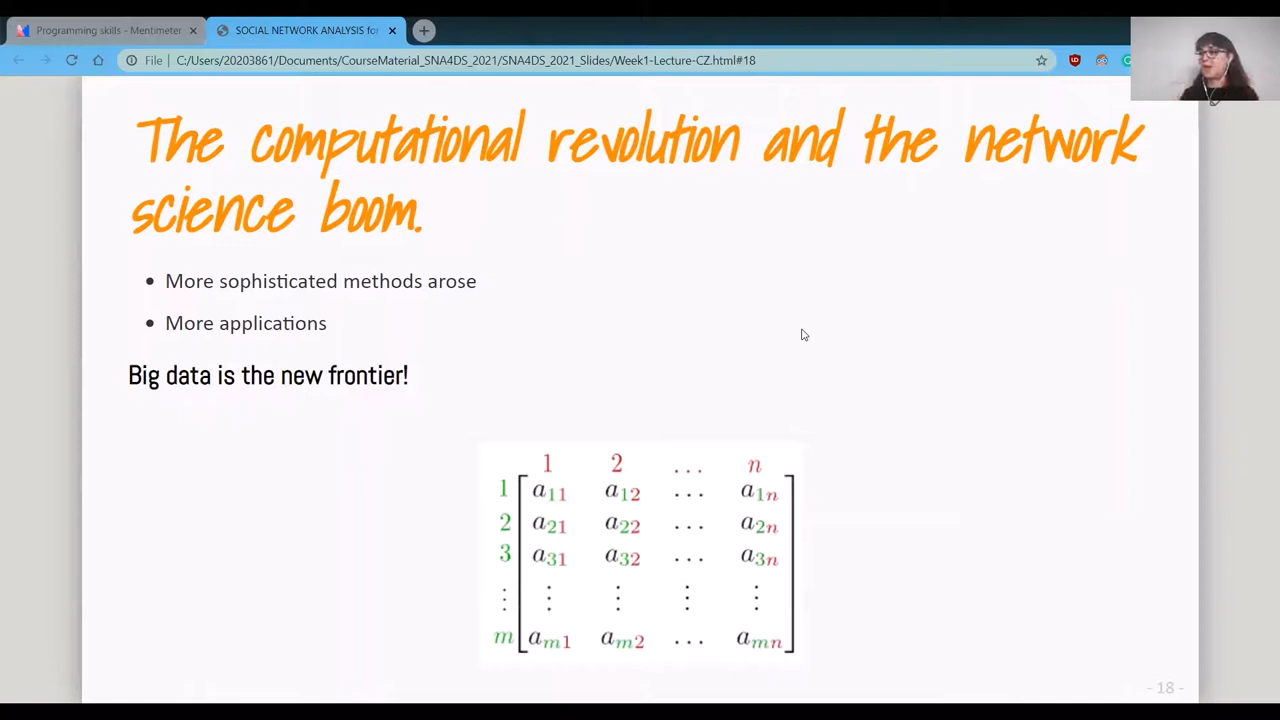 Programming skills - Mentimeter
SOCIAL NETWORK ANALYSIS for
File
C:/Users/20203861/Documents/CourseMaterial_SNA4DS_2021/SNA4DS_2021_Slides/Week1-Lecture-CZ.html#18
The computational revolution and the network
science boom.
• More sophisticated methods arose
• More applications
Big data is the new frontier!
1 2 ... n
1 a11 a12 ... a1n
2 a21 a22 ... a2n
3 a31 a32 ... a3n
⋮ ⋮ ⋮ ⋮ ⋮
m am1 am2 ... amn
- 18 -